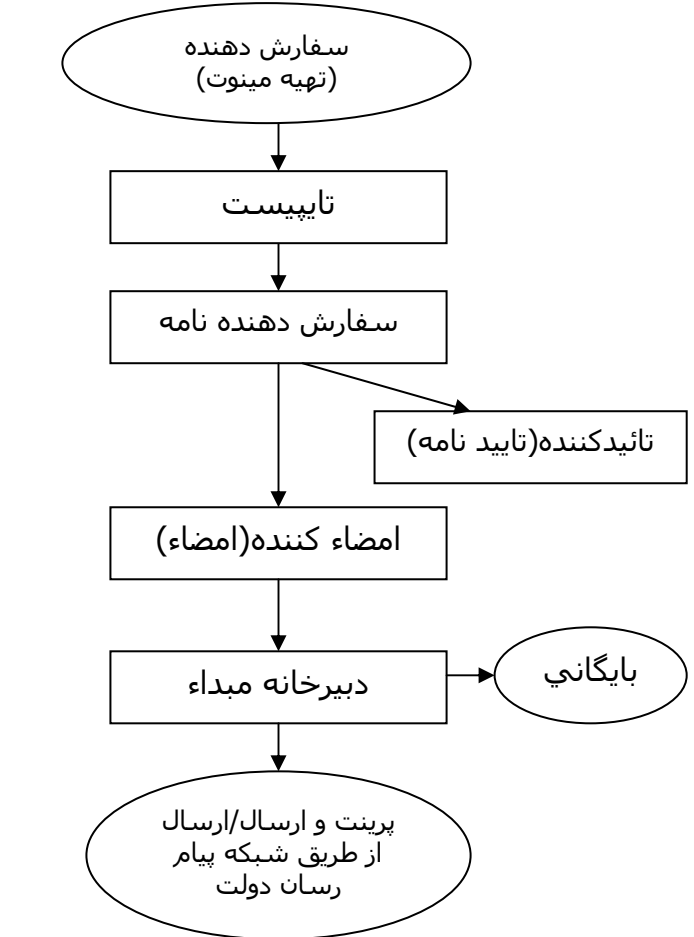 سفارش دهنده
(تهیه مینوت)
تایپیست
سفارش دهنده نامه
تائیدکننده(تایید نامه)
امضاء کننده(امضاء)
دبیرخانه مبداء
بايگاني
پرینت و ارسال/ارسال
از طریق شبکه پیام
رسان دولت